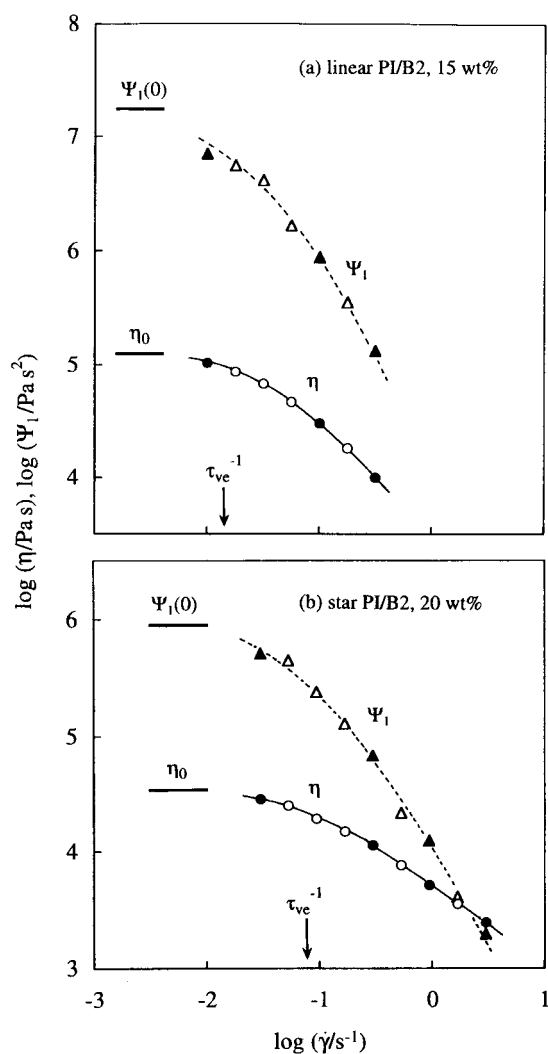 8
(a) linear PI/B2, 15 wt%
Ψ₁(0)
7
6
Ψ₁
η₀
5
η
4
τve⁻¹
log (η/Pa s), log (Ψ₁/Pa s²)
Ψ₁(0)
(b) star PI/B2, 20 wt%
6
5
Ψ₁
η₀
η
4
τve⁻¹
3
-3
-2
-1
0
1
log (γ̇/s⁻¹)